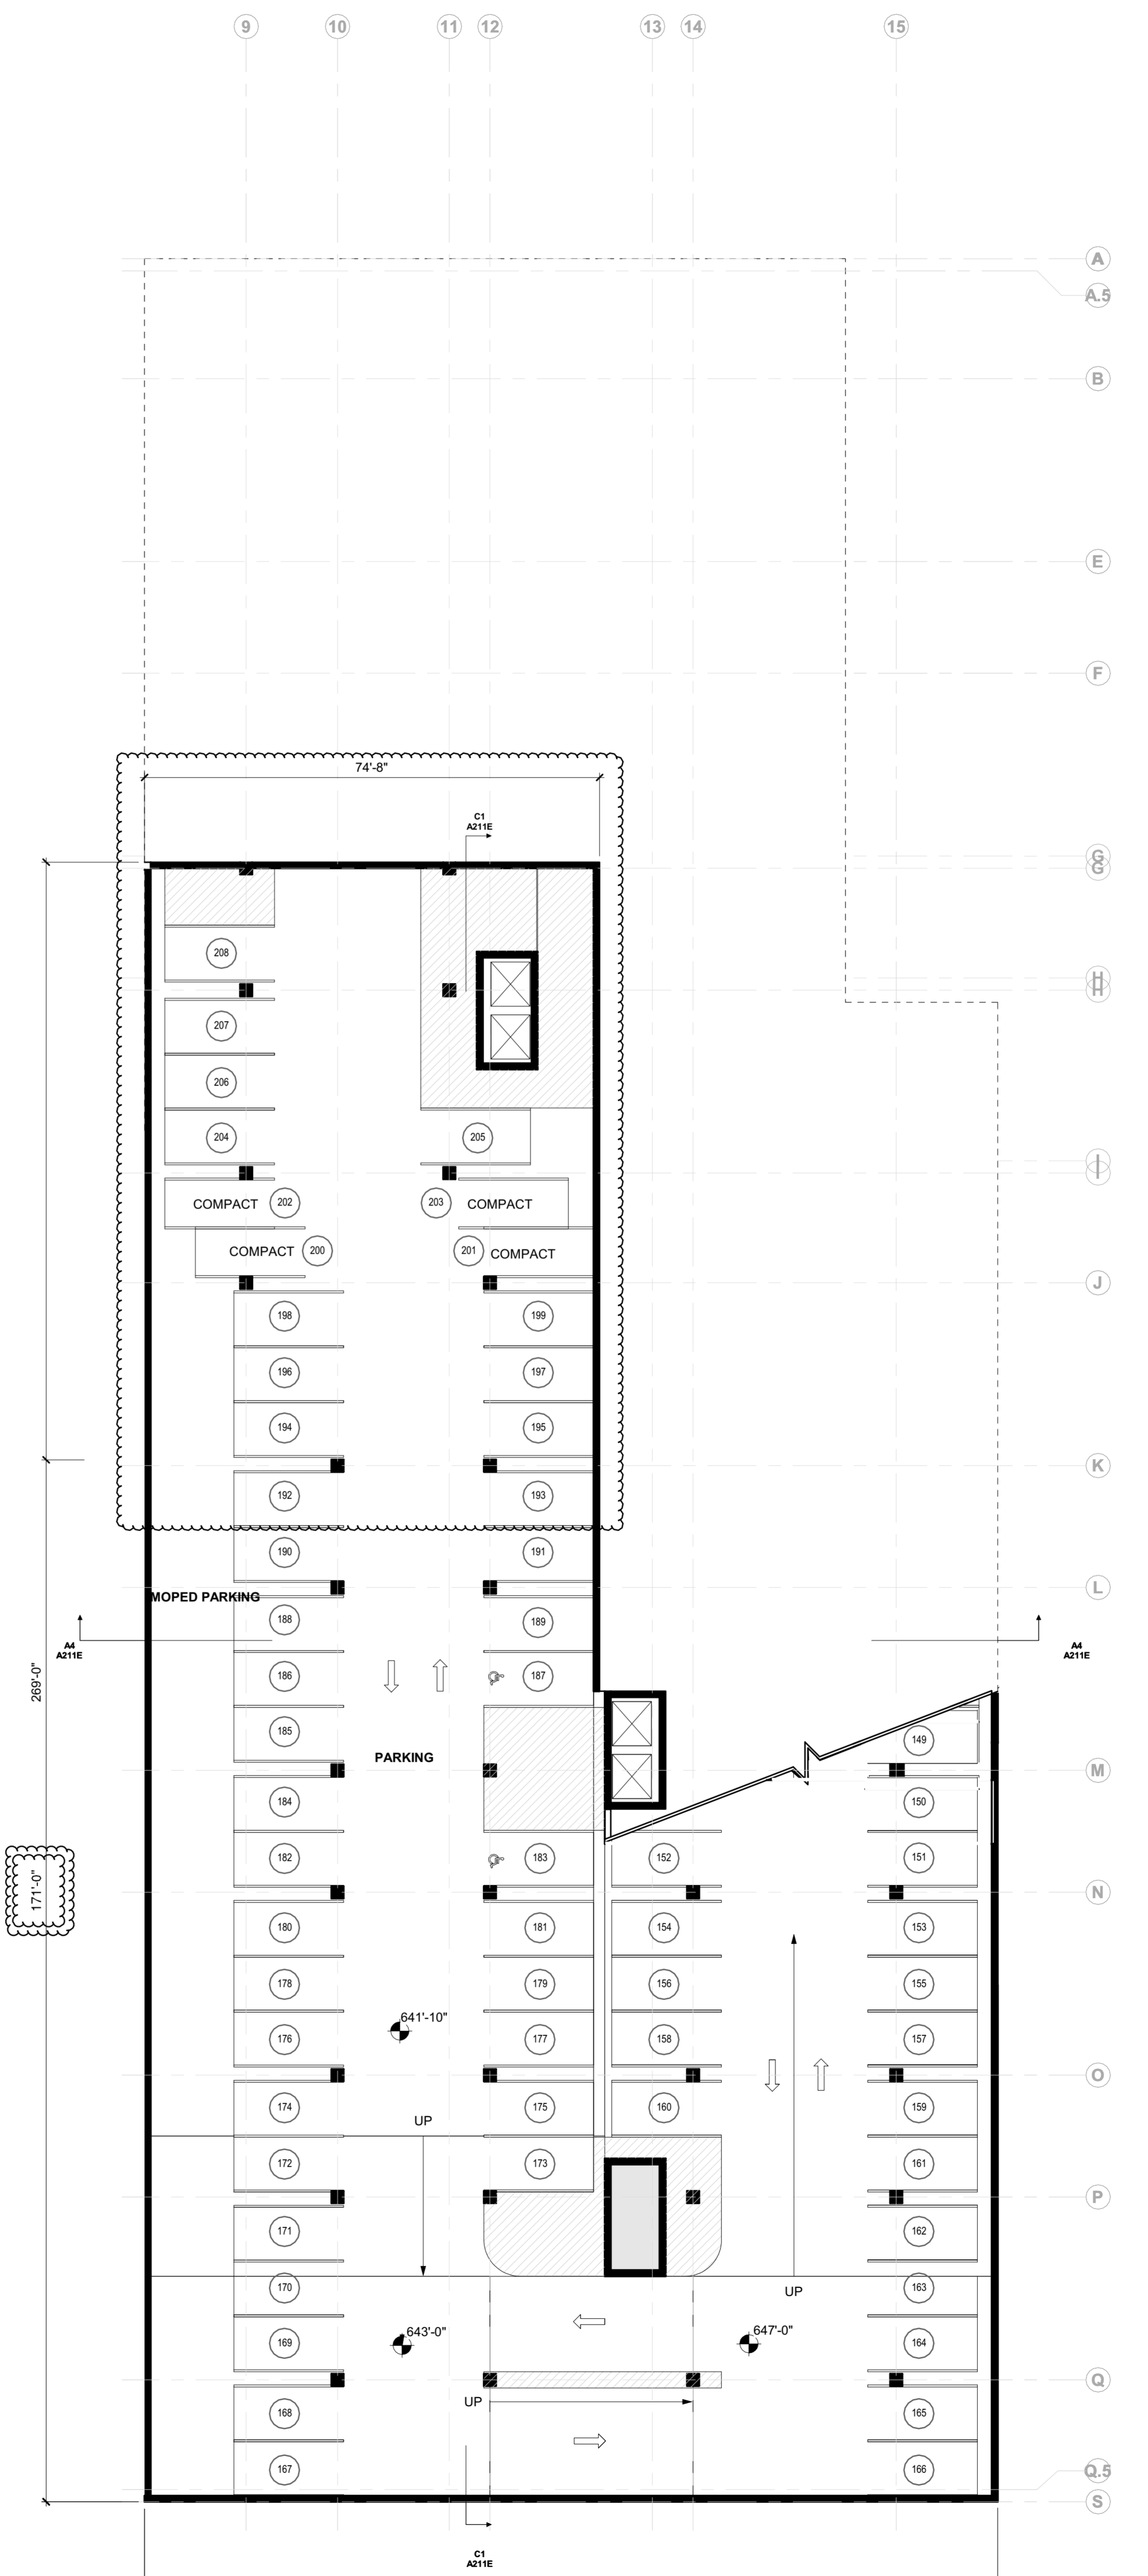 9 10 11 12 13 14 15
A
A.5
B
E
F
74'-8"
C1
A211E
G
G
208
H
H
207
206
204 205
I
I
COMPACT 202 203 COMPACT
COMPACT 200 201 COMPACT
J
198 199
196 197
194 195
K
192 193
190 191
L
MOPED PARKING
188 189
A4
A211E
A4
A211E
269'-0"
186 187
185
149
PARKING
M
184 150
182 183 152 151
171'-0"
N
180 181 154 153
178 179 156 155
641'-10"
176 177 158 157
O
174 175 160 159
UP
172 173 161
P
171 162
170 163
UP
643'-0" 647'-0"
169 164
Q
UP
168 165
167 166
Q.5
S
C1
A211E